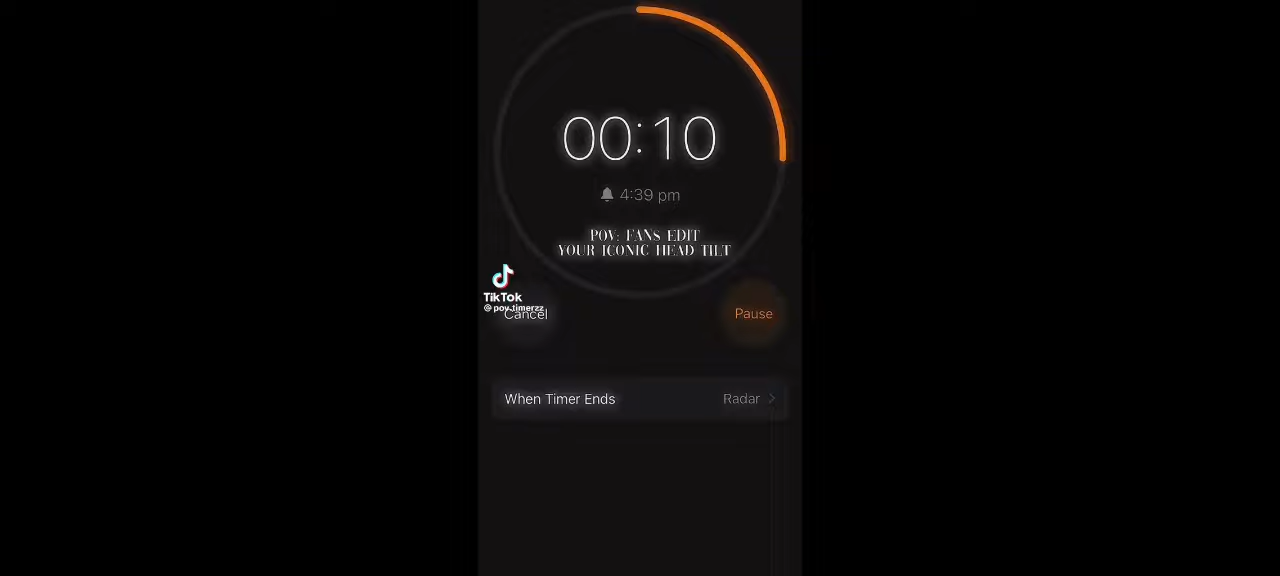 00:10
4:39 pm
POV: FANS EDIT
YOUR ICONIC HEAD TILT
TikTok
@pov.timerzz
Cancel
Pause
When Timer Ends
Radar